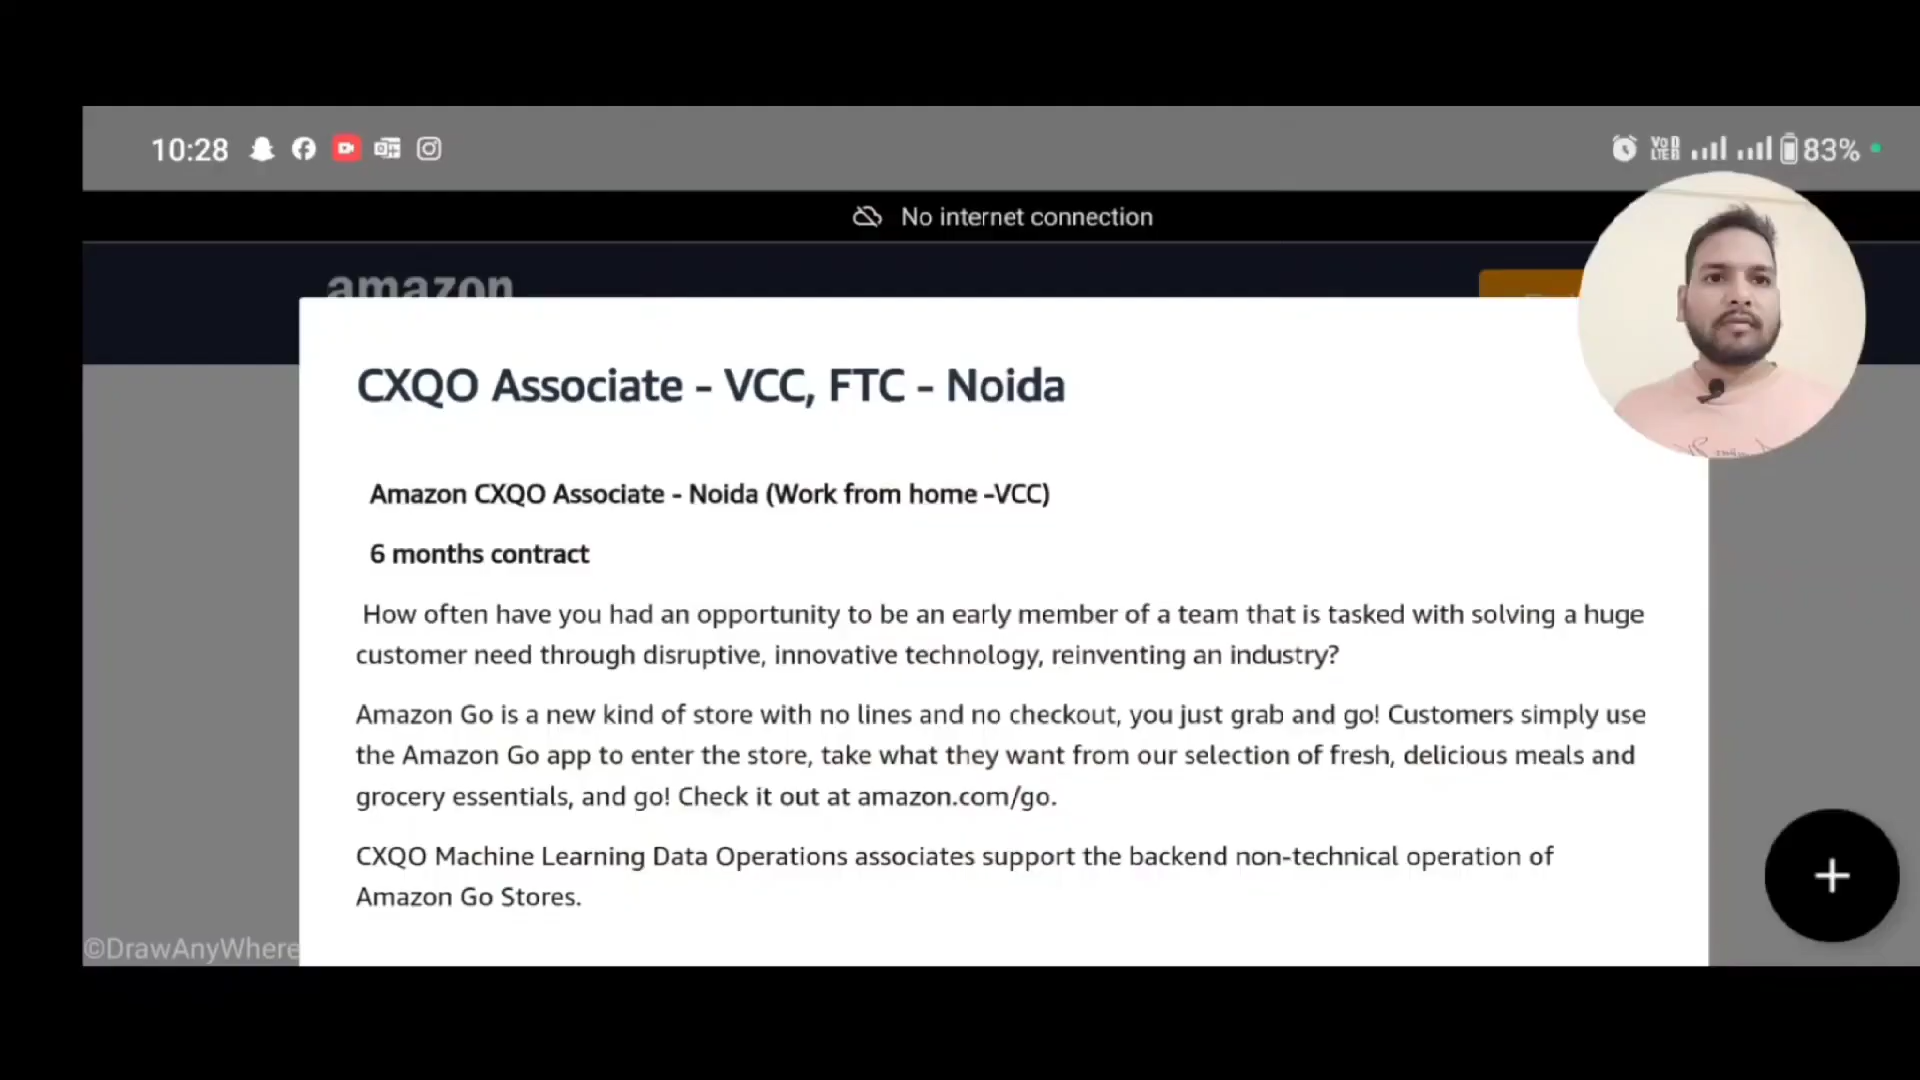 10:28
83%
No internet connection
amazon
CXQO Associate - VCC, FTC - Noida
Amazon CXQO Associate - Noida (Work from home -VCC)
6 months contract
How often have you had an opportunity to be an early member of a team that is tasked with solving a huge
customer need through disruptive, innovative technology, reinventing an industry?
Amazon Go is a new kind of store with no lines and no checkout, you just grab and go! Customers simply use
the Amazon Go app to enter the store, take what they want from our selection of fresh, delicious meals and
grocery essentials, and go! Check it out at amazon.com/go.
CXQO Machine Learning Data Operations associates support the backend non-technical operation of
Amazon Go Stores.
©DrawAnyWhere